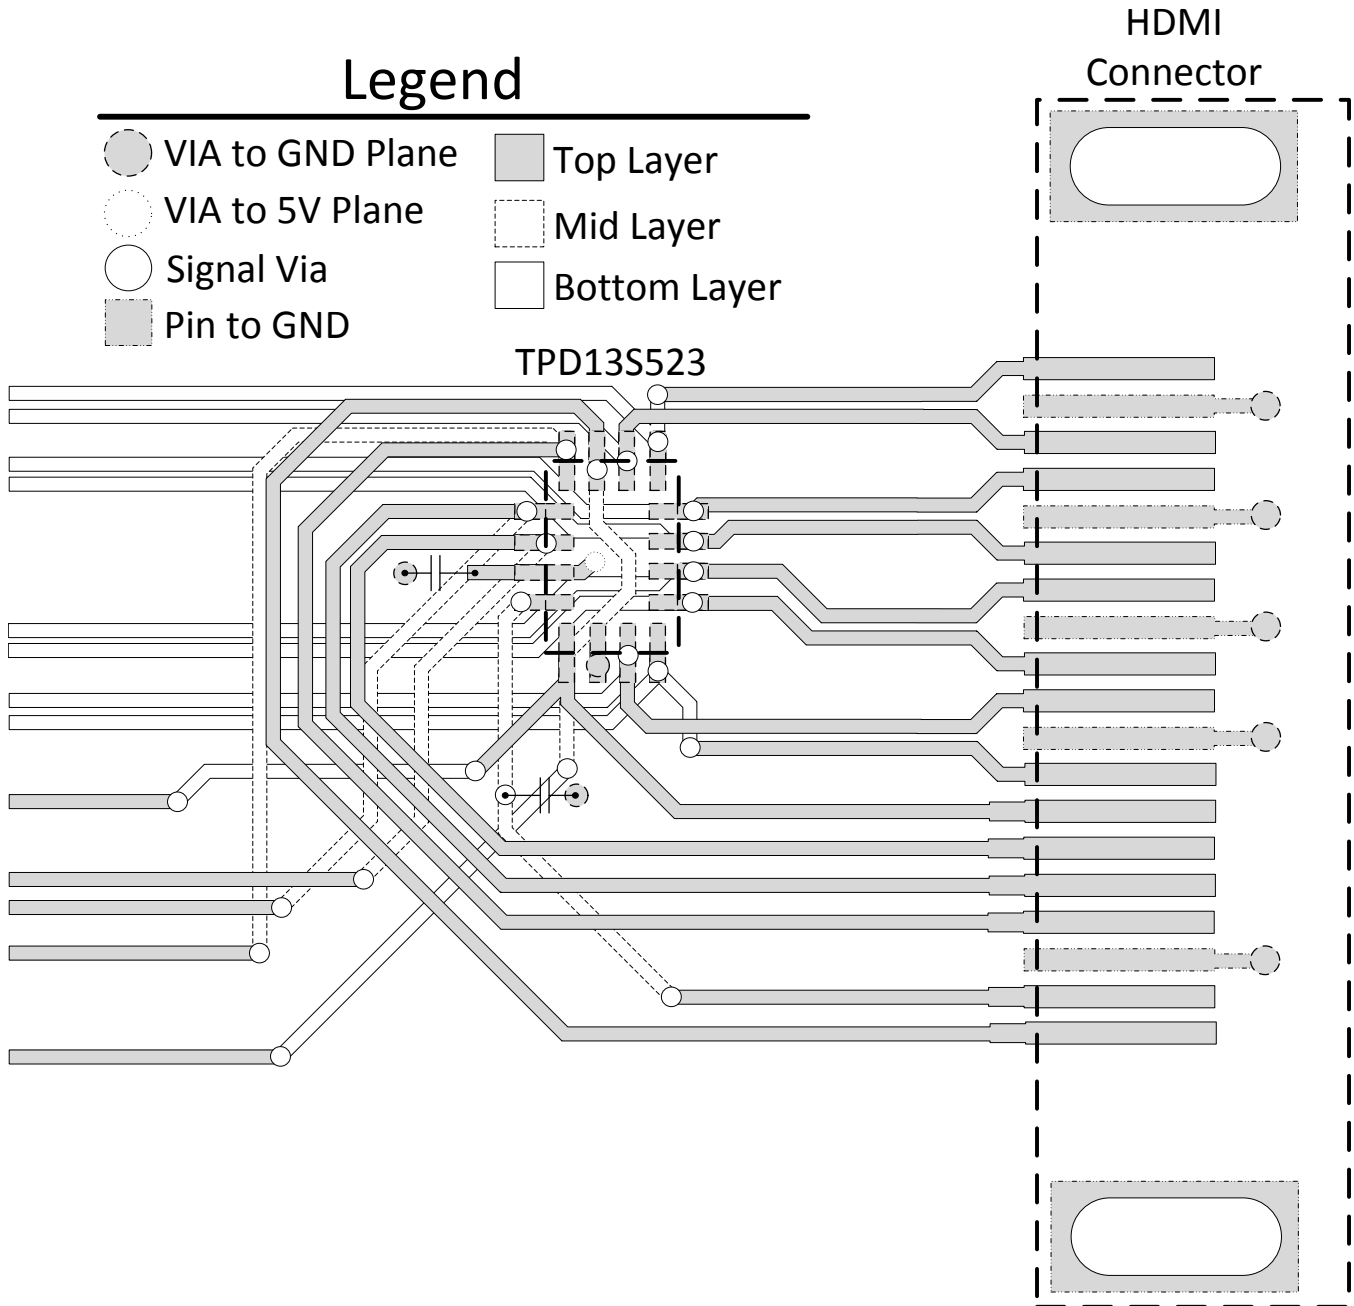 HDMI
Connector
Legend
VIA to GND Plane
VIA to 5V Plane
Signal Via
Pin to GND
Top Layer
Mid Layer
Bottom Layer
TPD13S523